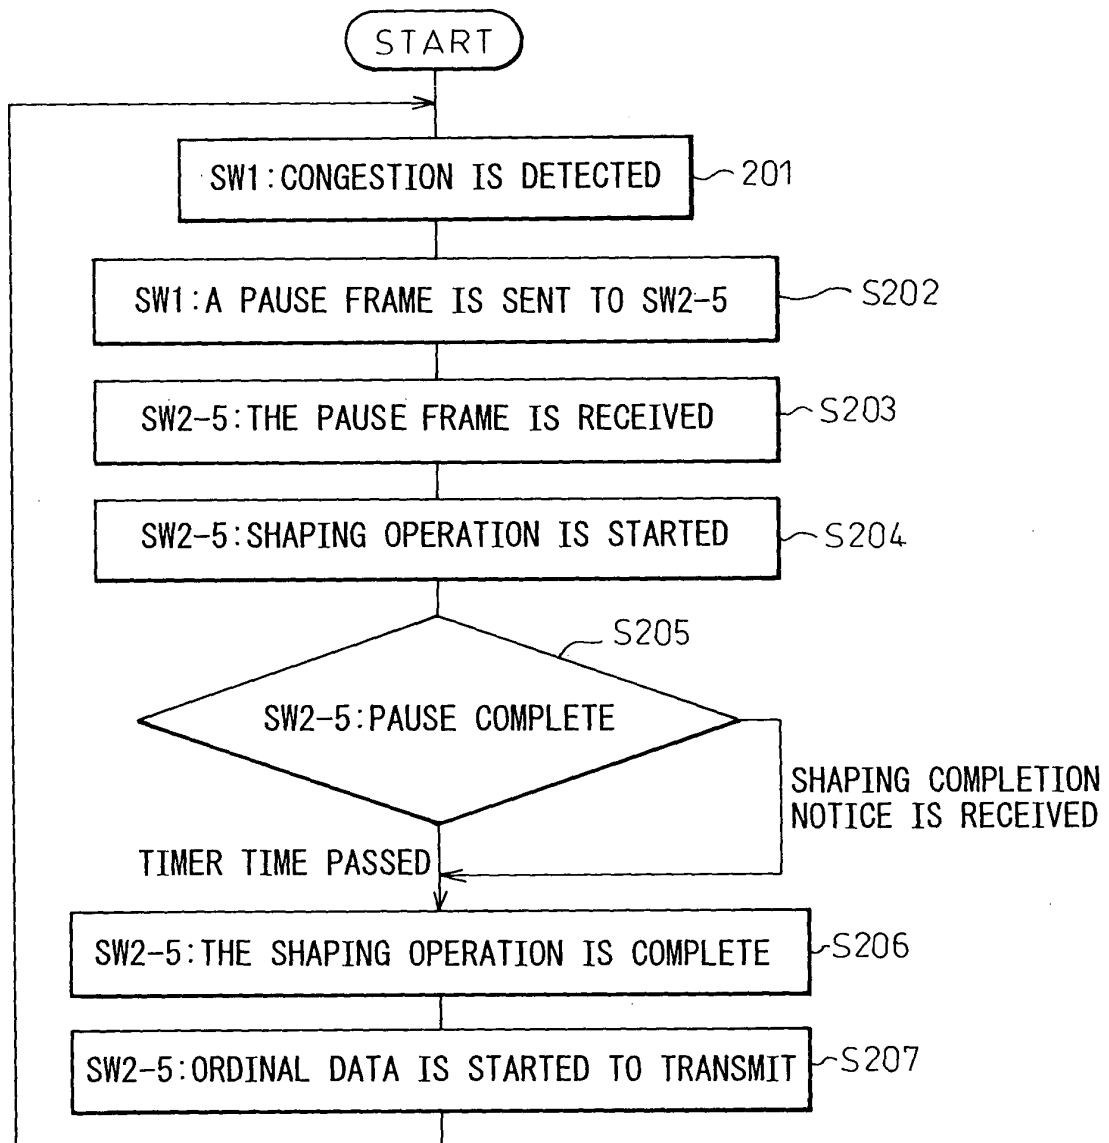 START
SW1:CONGESTION IS DETECTED
201
SW1:A PAUSE FRAME IS SENT TO SW2-5
S202
SW2-5:THE PAUSE FRAME IS RECEIVED
S203
SW2-5:SHAPING OPERATION IS STARTED
S204
S205
SW2-5:PAUSE COMPLETE
SHAPING COMPLETION
NOTICE IS RECEIVED
TIMER TIME PASSED
SW2-5:THE SHAPING OPERATION IS COMPLETE
S206
SW2-5:ORDINAL DATA IS STARTED TO TRANSMIT
S207